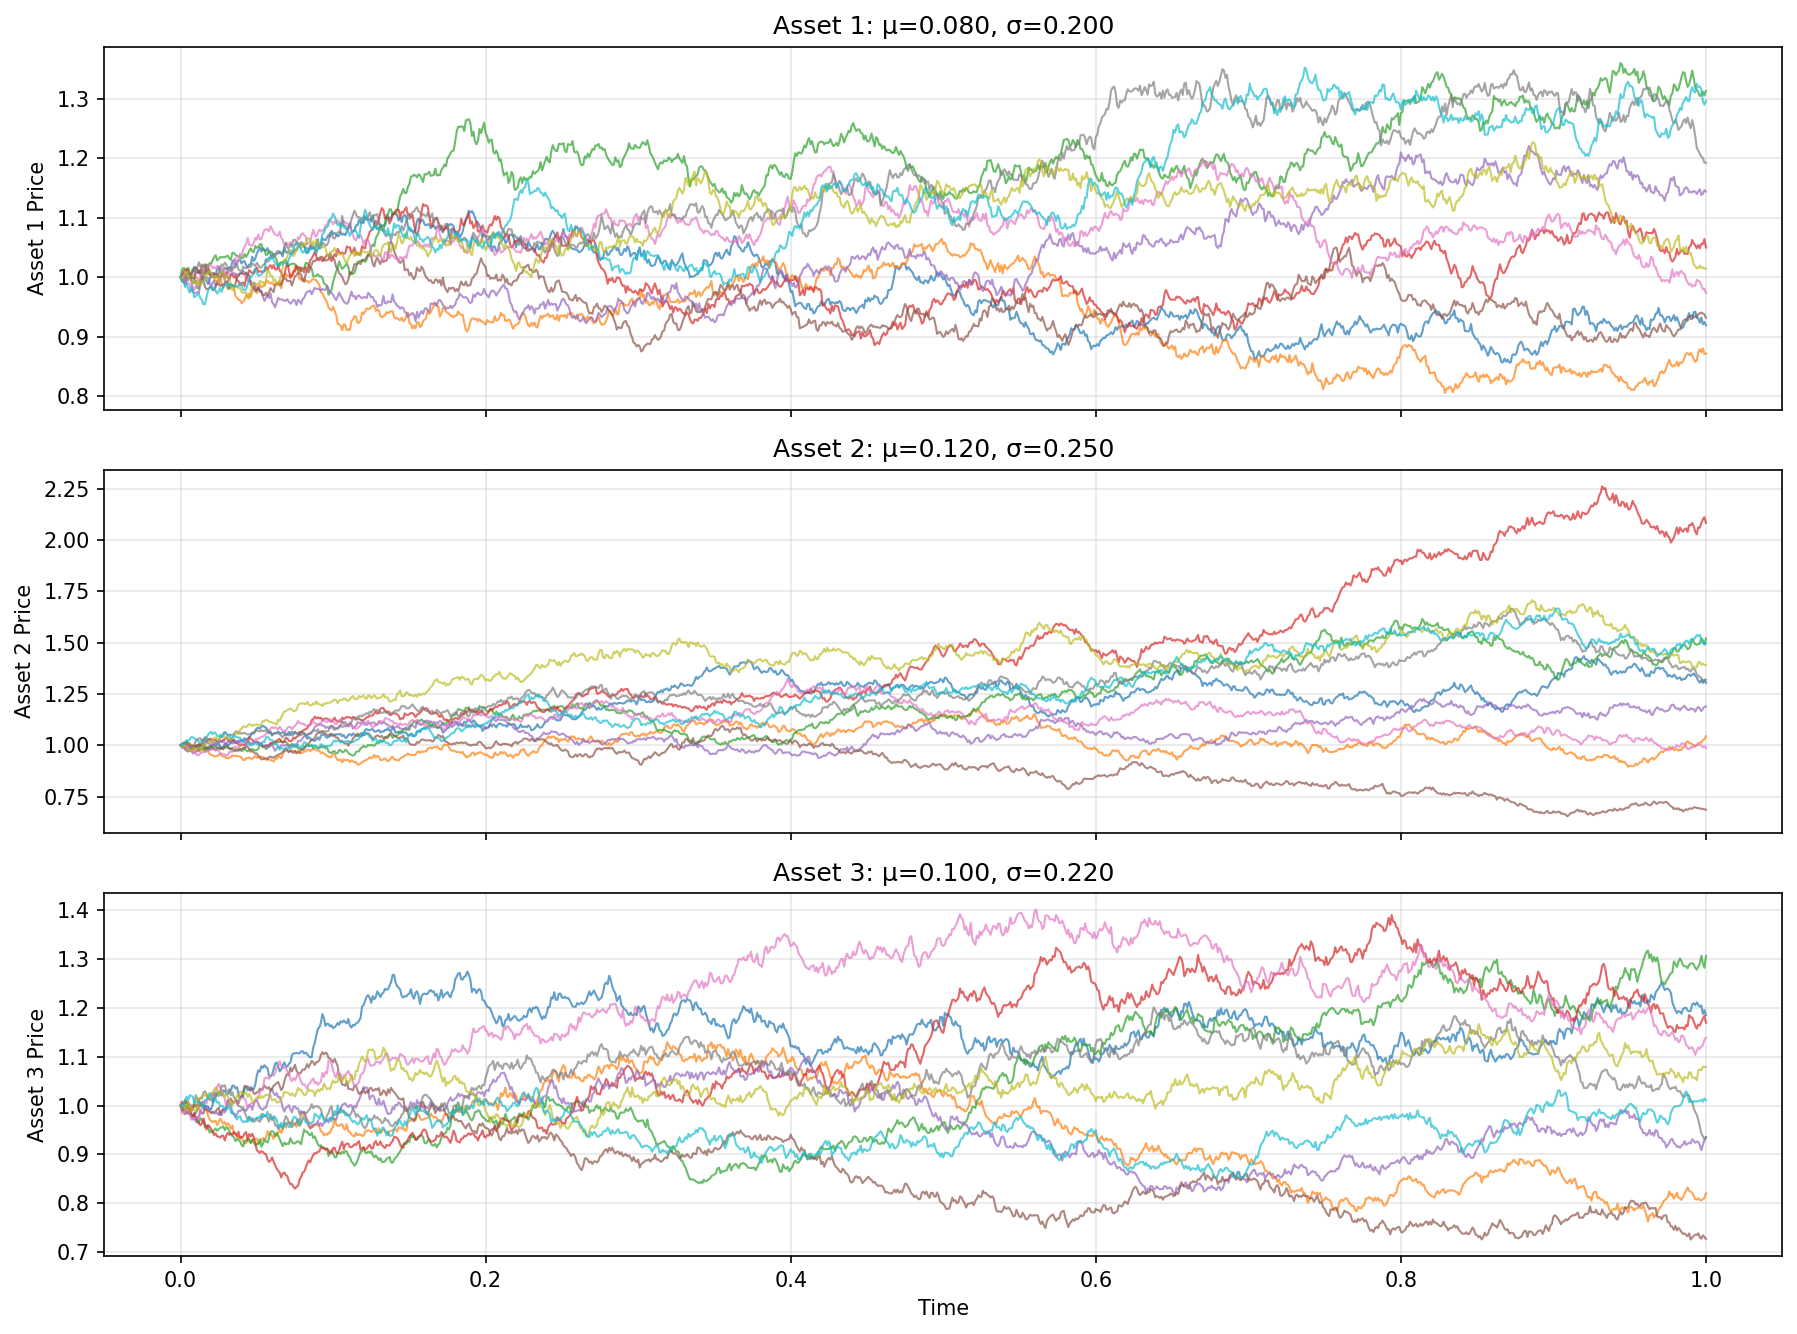 Asset 1: μ=0.080, σ=0.200
1.3
1.2
1.1
1.0
0.9
0.8
Asset 1 Price
Asset 2: μ=0.120, σ=0.250
2.25
2.00
1.75
1.50
1.25
1.00
0.75
Asset 2 Price
Asset 3: μ=0.100, σ=0.220
1.4
1.3
1.2
1.1
1.0
0.9
0.8
0.7
Asset 3 Price
0.0 0.2 0.4 0.6 0.8 1.0
Time